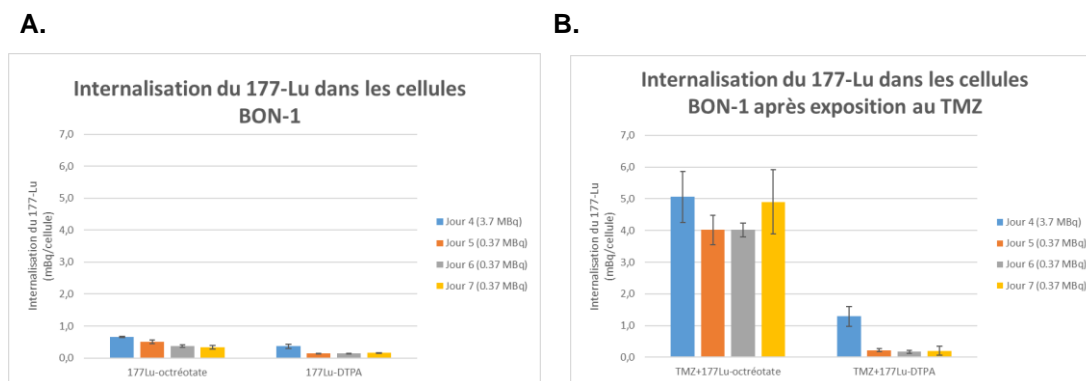 A.
Internalisation du 177-Lu dans les cellules
BON-1
Internalisation du 177-Lu
(mBq/cellule)
7,0
6,0
5,0
4,0
3,0
2,0
1,0
0,0
177Lu-octréotate
177Lu-DTPA
Jour 4 (3.7 MBq)
Jour 5 (0.37 MBq)
Jour 6 (0.37 MBq)
Jour 7 (0.37 MBq)
B.
Internalisation du 177-Lu dans les cellules
BON-1 après exposition au TMZ
Internalisation du 177-Lu
(mBq/cellule)
7,0
6,0
5,0
4,0
3,0
2,0
1,0
0,0
TMZ+177Lu-octréotate
TMZ+177Lu-DTPA
Jour 4 (3.7 MBq)
Jour 5 (0.37 MBq)
Jour 6 (0.37 MBq)
Jour 7 (0.37 MBq)